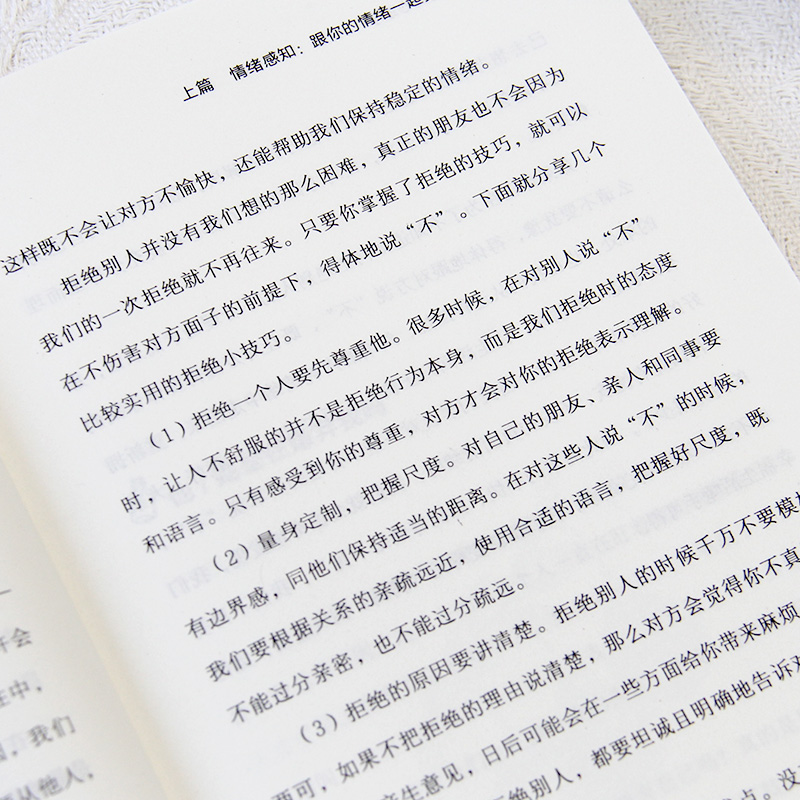 上篇 情绪感知：跟你的情绪一起
这样既不会让对方不愉快，还能帮助我们保持稳定的情绪。
拒绝别人并没有我们想的那么困难，真正的朋友也不会因为
我们的一次拒绝就不再往来。只要你掌握了拒绝的技巧，就可以
在不伤害对方面子的前提下，得体地说“不”。下面就分享几个
比较实用的拒绝小技巧。
（1）拒绝一个人要先尊重他。很多时候，在对别人说“不”
时，让人不舒服的并不是拒绝行为本身，而是我们拒绝时的态度
和语言。只有感受到你的尊重，对方才会对你的拒绝表示理解。
（2）量身定制，把握尺度。对自己的朋友、亲人和同事要
有边界感，同他们保持适当的距离。在对这些人说“不”的时候，
我们要根据关系的亲疏远近，使用合适的语言，把握好尺度，既
不能过分亲密，也不能过分疏远。
（3）拒绝的原因要讲清楚。拒绝别人的时候千万不要模
两可，如果不把拒绝的理由说清楚，那么对方会觉得你不真
产生意见，日后可能会在一些方面给你带来麻烦
绝别人，都要坦诚且明确地告诉对
点。没
会
中，
，我们
从他人，